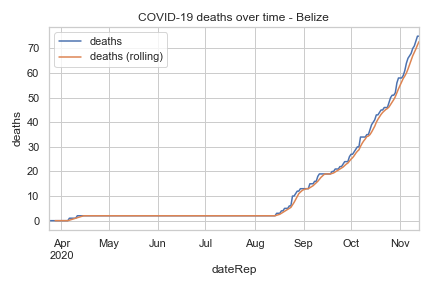 COVID-19 deaths over time - Belize
deaths
deaths (rolling)
70
60
50
40
30
20
10
0
deaths
Apr May Jun Jul Aug Sep Oct Nov
2020
dateRep